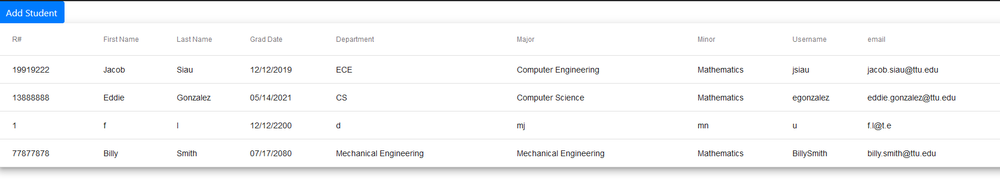 Add Student
R# First Name Last Name Grad Date Department Major Minor Username email
19919222 Jacob Siau 12/12/2019 ECE Computer Engineering Mathematics jsiau jacob.siau@ttu.edu
13888888 Eddie Gonzalez 05/14/2021 CS Computer Science Mathematics egonzalez eddie.gonzalez@ttu.edu
1 f l 12/12/2200 d mj mn u f.l@t.e
77877878 Billy Smith 07/17/2080 Mechanical Engineering Mechanical Engineering Mathematics BillySmith billy.smith@ttu.edu